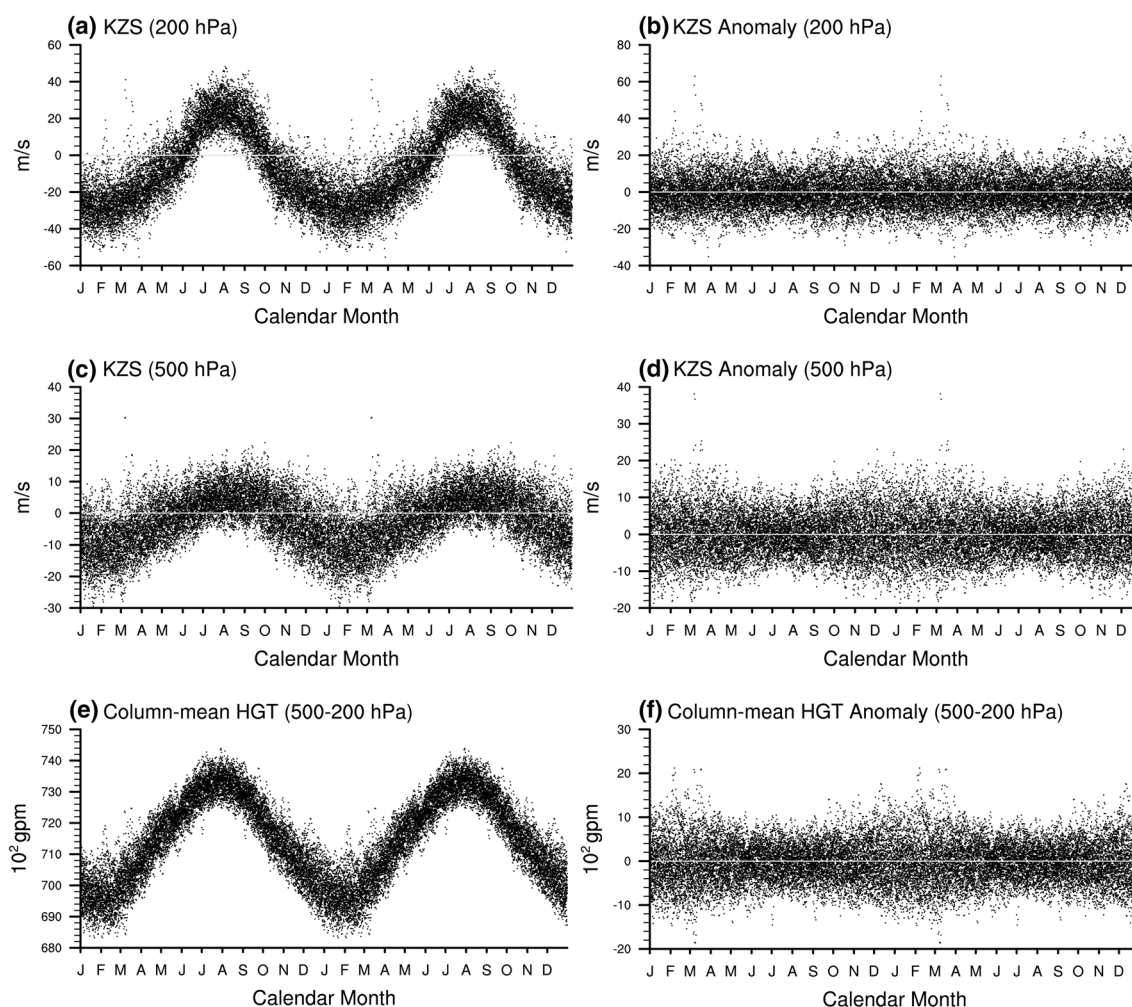 (a) KZS (200 hPa)
60
40
20
0
-20
-40
-60
m/s
J F M A M J J A S O N D J F M A M J J A S O N D
Calendar Month
(b) KZS Anomaly (200 hPa)
80
60
40
20
0
-20
-40
m/s
J F M A M J J A S O N D J F M A M J J A S O N D
Calendar Month
(c) KZS (500 hPa)
40
30
20
10
0
-10
-20
-30
m/s
J F M A M J J A S O N D J F M A M J J A S O N D
Calendar Month
(d) KZS Anomaly (500 hPa)
40
30
20
10
0
-10
-20
m/s
J F M A M J J A S O N D J F M A M J J A S O N D
Calendar Month
(e) Column-mean HGT (500-200 hPa)
750
740
730
720
710
700
690
680
10² gpm
J F M A M J J A S O N D J F M A M J J A S O N D
Calendar Month
(f) Column-mean HGT Anomaly (500-200 hPa)
30
20
10
0
-10
-20
10² gpm
J F M A M J J A S O N D J F M A M J J A S O N D
Calendar Month